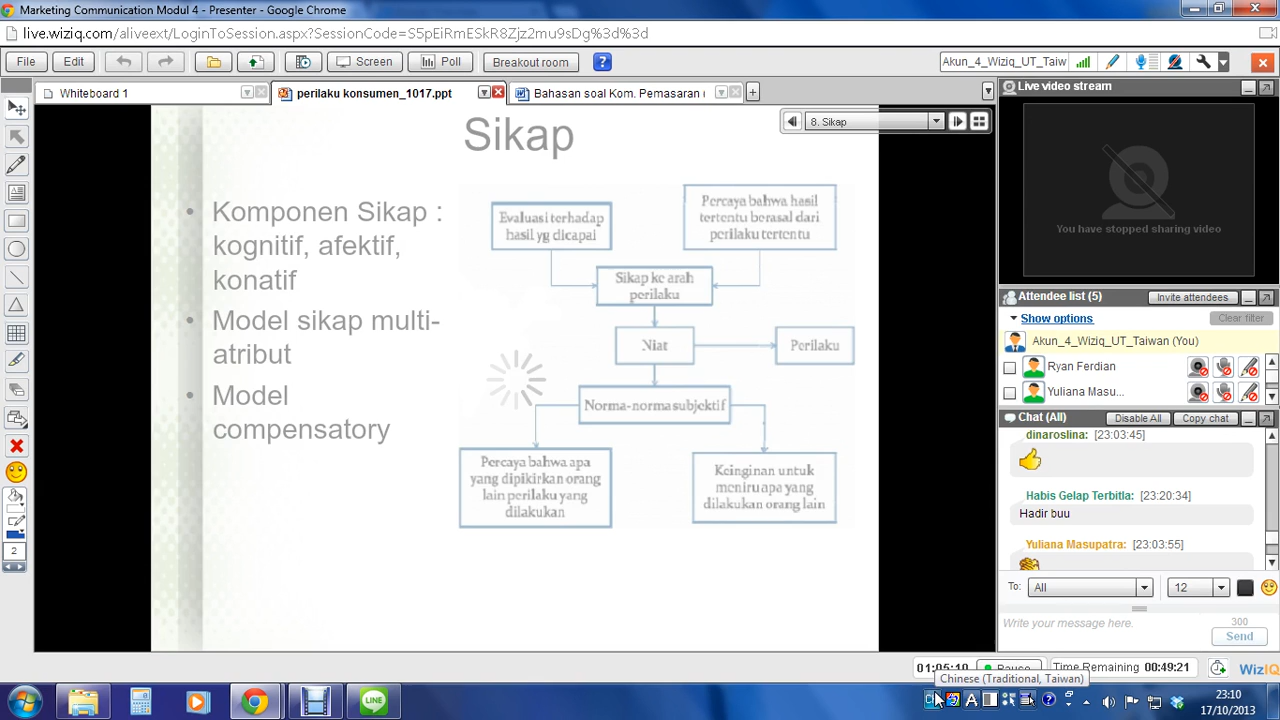 Marketing Communication Modul 4 - Presenter - Google Chrome
live.wiziq.com/aliveext/LoginToSession.aspx?SessionCode=S5pEiRmESkR8Zjz2mu9sDg%3d%3d
File Edit Screen Poll Breakout room ? Akun_4_Wiziq_UT_Taiw
Whiteboard 1 perilaku konsumen_1017.ppt Bahasan soal Kom. Pemasaran
8. Sikap
Sikap
• Komponen Sikap :
kognitif, afektif,
konatif
• Model sikap multi-
atribut
• Model
compensatory
Evaluasi terhadap
hasil yg dicapai
Percaya bahwa hasil
tertentu berasal dari
perilaku tertentu
Sikap ke arah
perilaku
Niat
Perilaku
Norma-norma subjektif
Percaya bahwa apa
yang dipikirkan orang
lain perilaku yang
dilakukan
Keinginan untuk
meniru apa yang
dilakukan orang lain
2
Live video stream
You have stopped sharing video
Attendee list (5) Invite attendees
Show options Clear filter
Akun_4_Wiziq_UT_Taiwan (You)
Ryan Ferdian
Yuliana Masu...
Chat (All) Disable All Copy chat
dinaroslina: [23:03:45]
Habis Gelap Terbitla: [23:20:34]
Hadir buu
Yuliana Masupatra: [23:03:55]
To: All 12
Write your message here. 300
Send
01:05:10 Pause Time Remaining 00:49:21 WizIQ
Chinese (Traditional, Taiwan)
LINE
23:10
17/10/2013